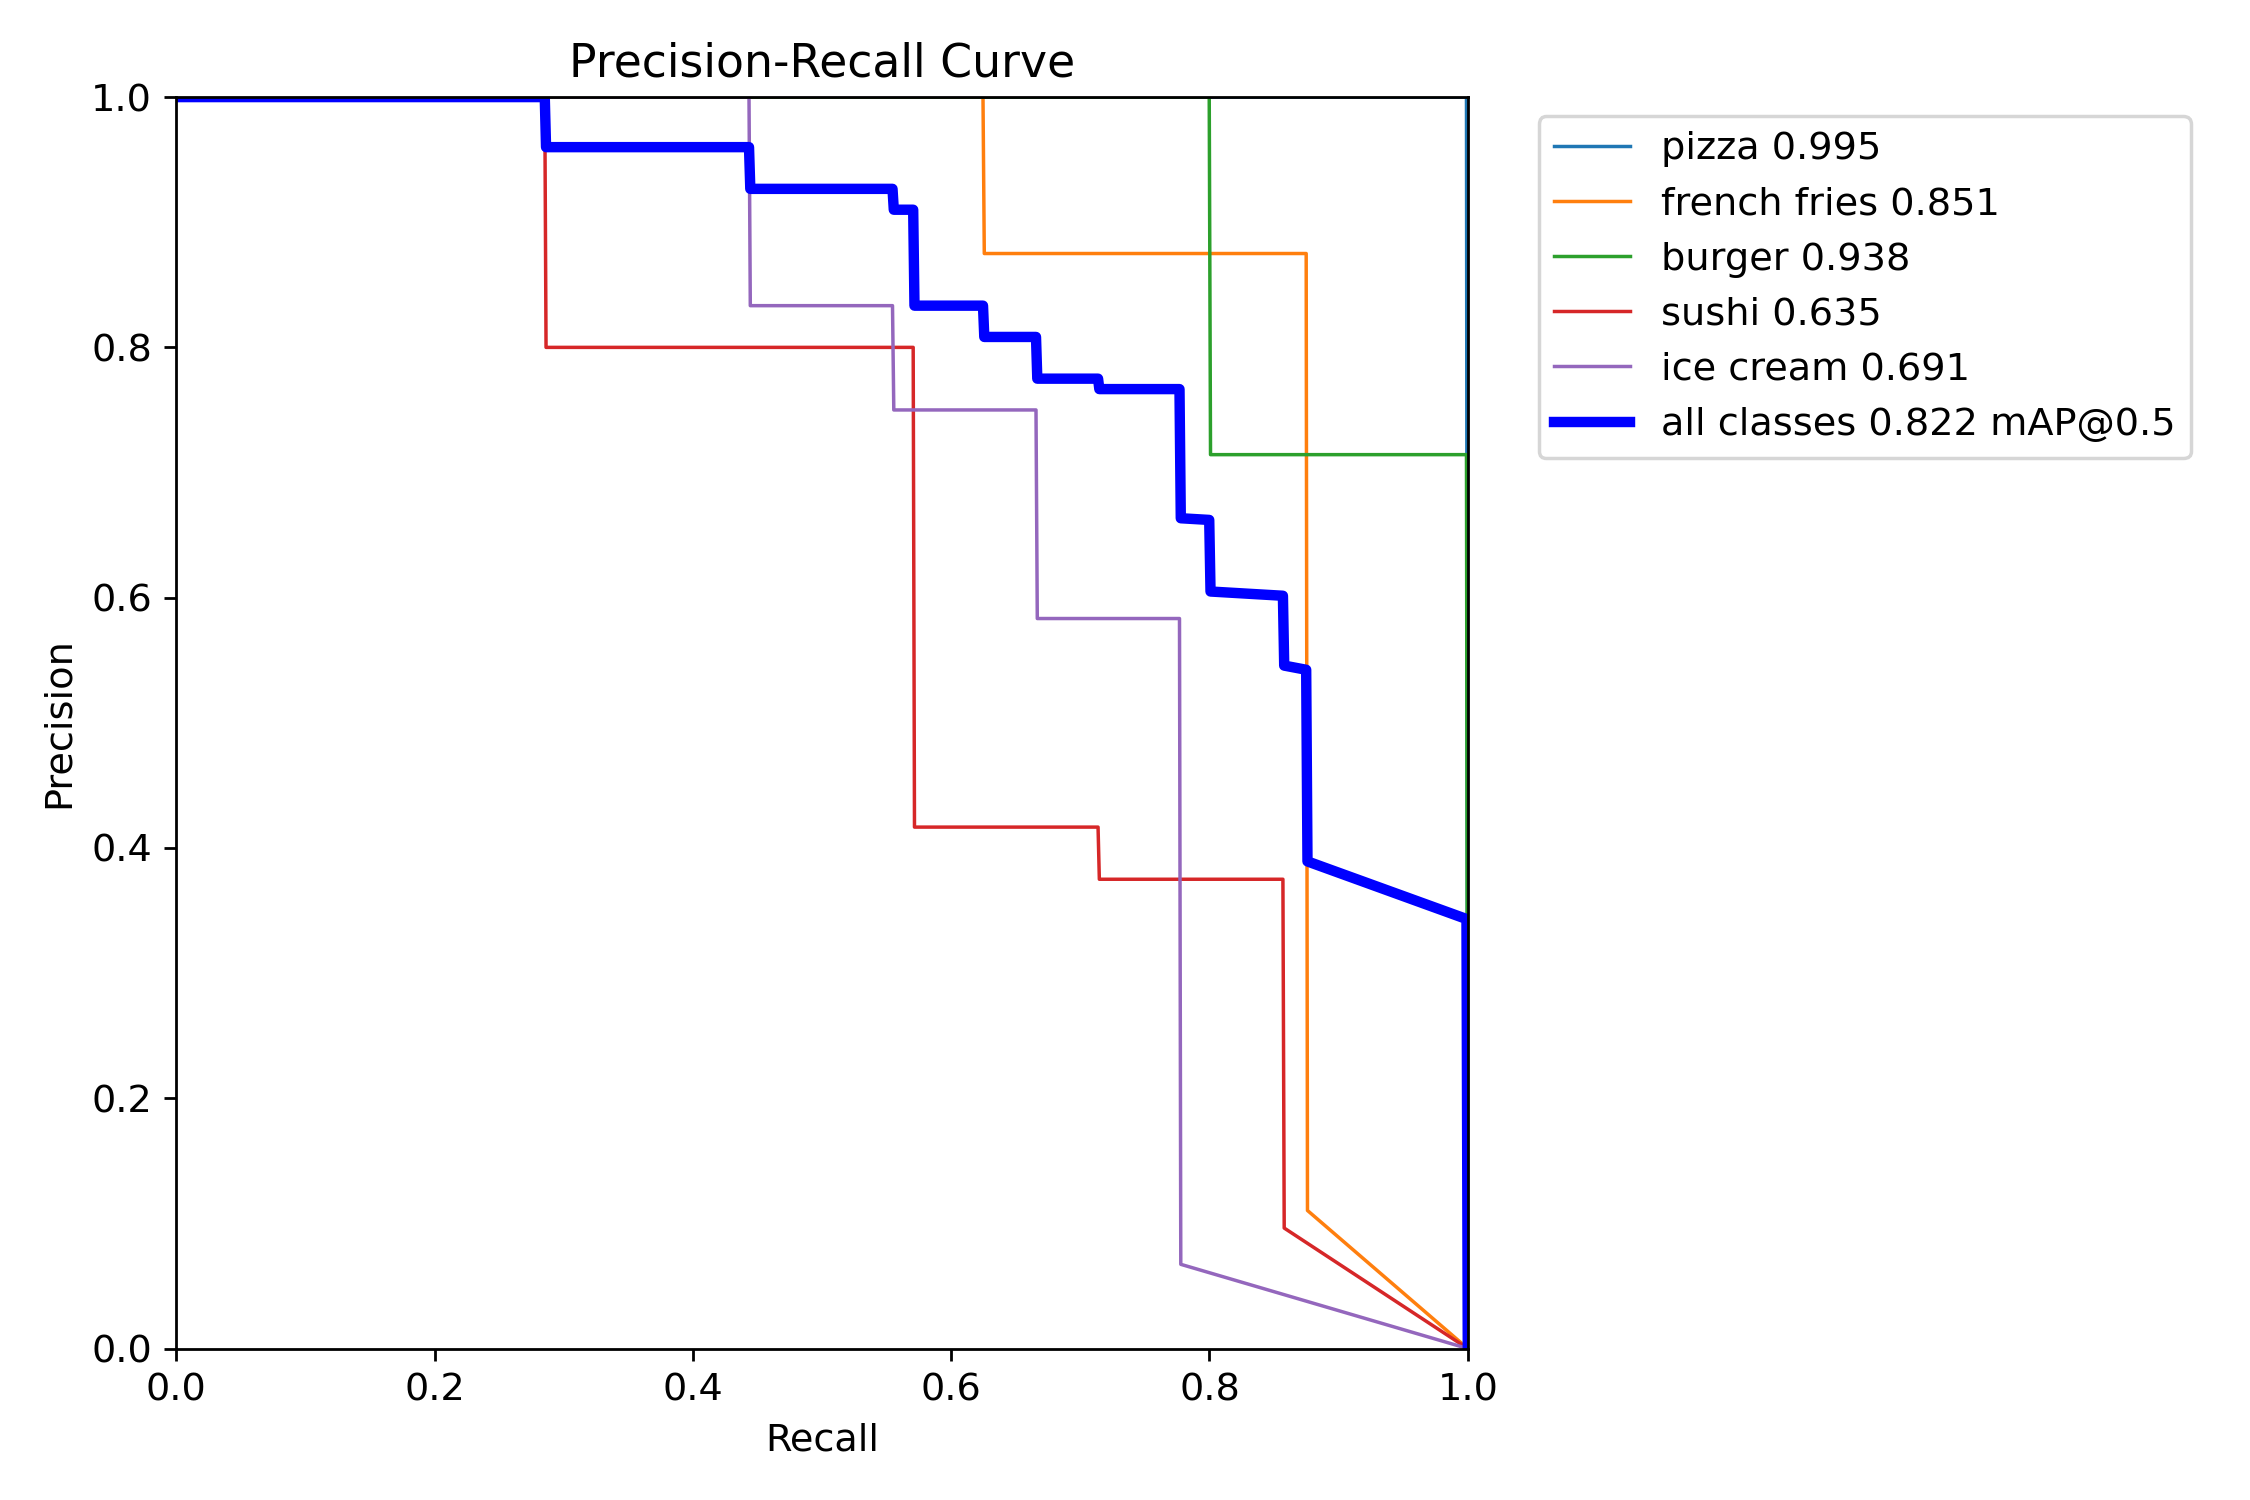 Precision-Recall Curve
1.0
0.8
0.6
0.4
0.2
0.0
Precision
0.0 0.2 0.4 0.6 0.8 1.0
Recall
pizza 0.995
french fries 0.851
burger 0.938
sushi 0.635
ice cream 0.691
all classes 0.822 mAP@0.5